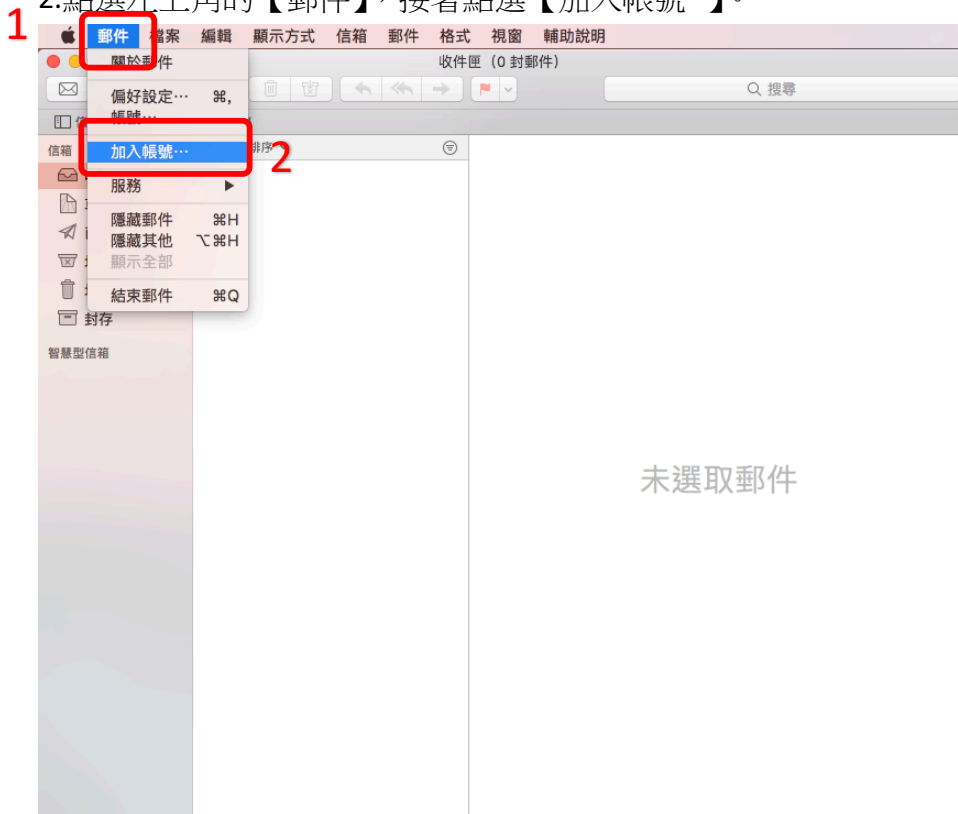 2.點選左上角的【郵件】，接著點選【加入帳號 】。
1
郵件 檔案 編輯 顯示方式 信箱 郵件 格式 視窗 輔助說明
關於郵件
收件匣（0 封郵件）
偏好設定… ⌘,
搜尋
帳號…
信箱
加入帳號…
2
服務 ▶
隱藏郵件 ⌘H
隱藏其他 ⌥⌘H
顯示全部
結束郵件 ⌘Q
封存
智慧型信箱
未選取郵件